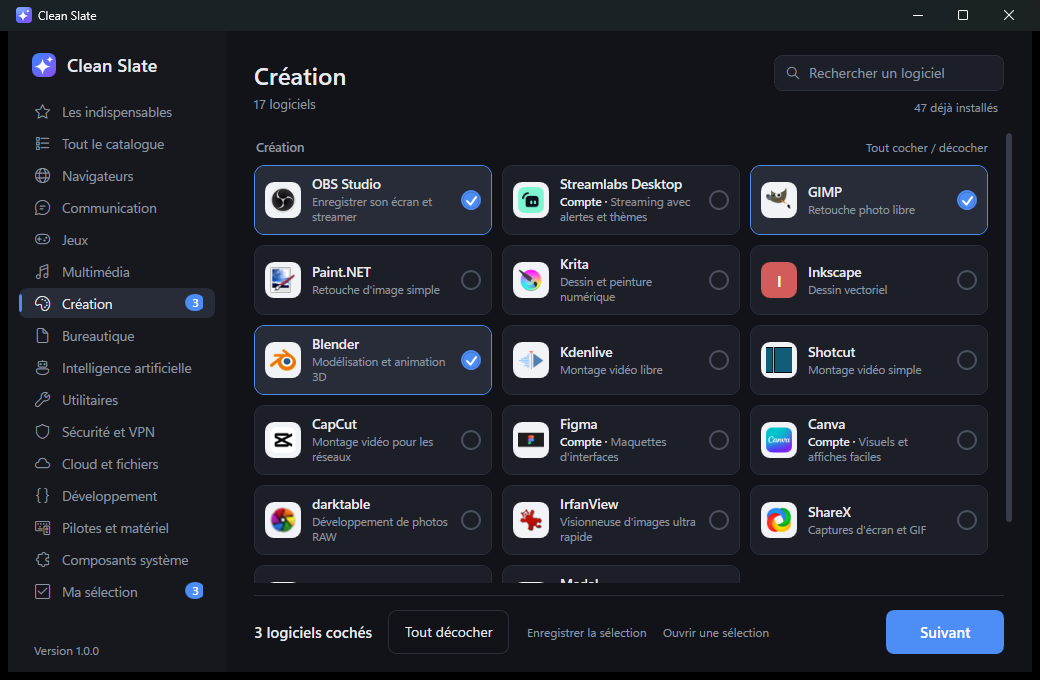 Clean Slate
Clean Slate
Les indispensables
Tout le catalogue
Navigateurs
Communication
Jeux
Multimédia
Création
3
Bureautique
Intelligence artificielle
Utilitaires
Sécurité et VPN
Cloud et fichiers
Développement
Pilotes et matériel
Composants système
Ma sélection
3
Version 1.0.0
Création
17 logiciels
Rechercher un logiciel
47 déjà installés
Création
Tout cocher / décocher
OBS Studio
Enregistrer son écran et
streamer
Streamlabs Desktop
Compte · Streaming avec
alertes et thèmes
GIMP
Retouche photo libre
Paint.NET
Retouche d'image simple
Krita
Dessin et peinture
numérique
I
Inkscape
Dessin vectoriel
Blender
Modélisation et animation
3D
Kdenlive
Montage vidéo libre
Shotcut
Montage vidéo simple
CapCut
Montage vidéo pour les
réseaux
Figma
Compte · Maquettes
d'interfaces
Canva
Canva
Compte · Visuels et
affiches faciles
darktable
Développement de photos
RAW
IrfanView
Visionneuse d'images ultra
rapide
ShareX
Captures d'écran et GIF
3 logiciels cochés
Tout décocher
Enregistrer la sélection
Ouvrir une sélection
Suivant